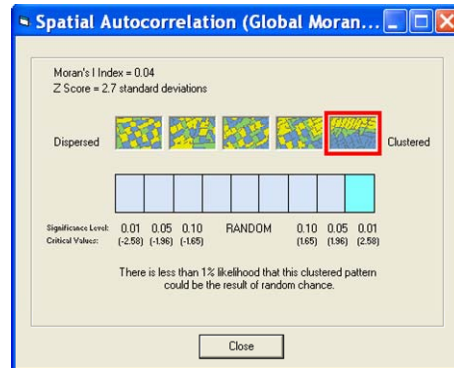 Spatial Autocorrelation (Global Moran...
Moran's I Index = 0.04
Z Score = 2.7 standard deviations
Dispersed
Clustered
Significance Level: 0.01 0.05 0.10 RANDOM 0.10 0.05 0.01
Critical Values: (-2.58) (-1.96) (-1.65) (1.65) (1.96) (2.58)
There is less than 1% likelihood that this clustered pattern
could be the result of random chance.
Close